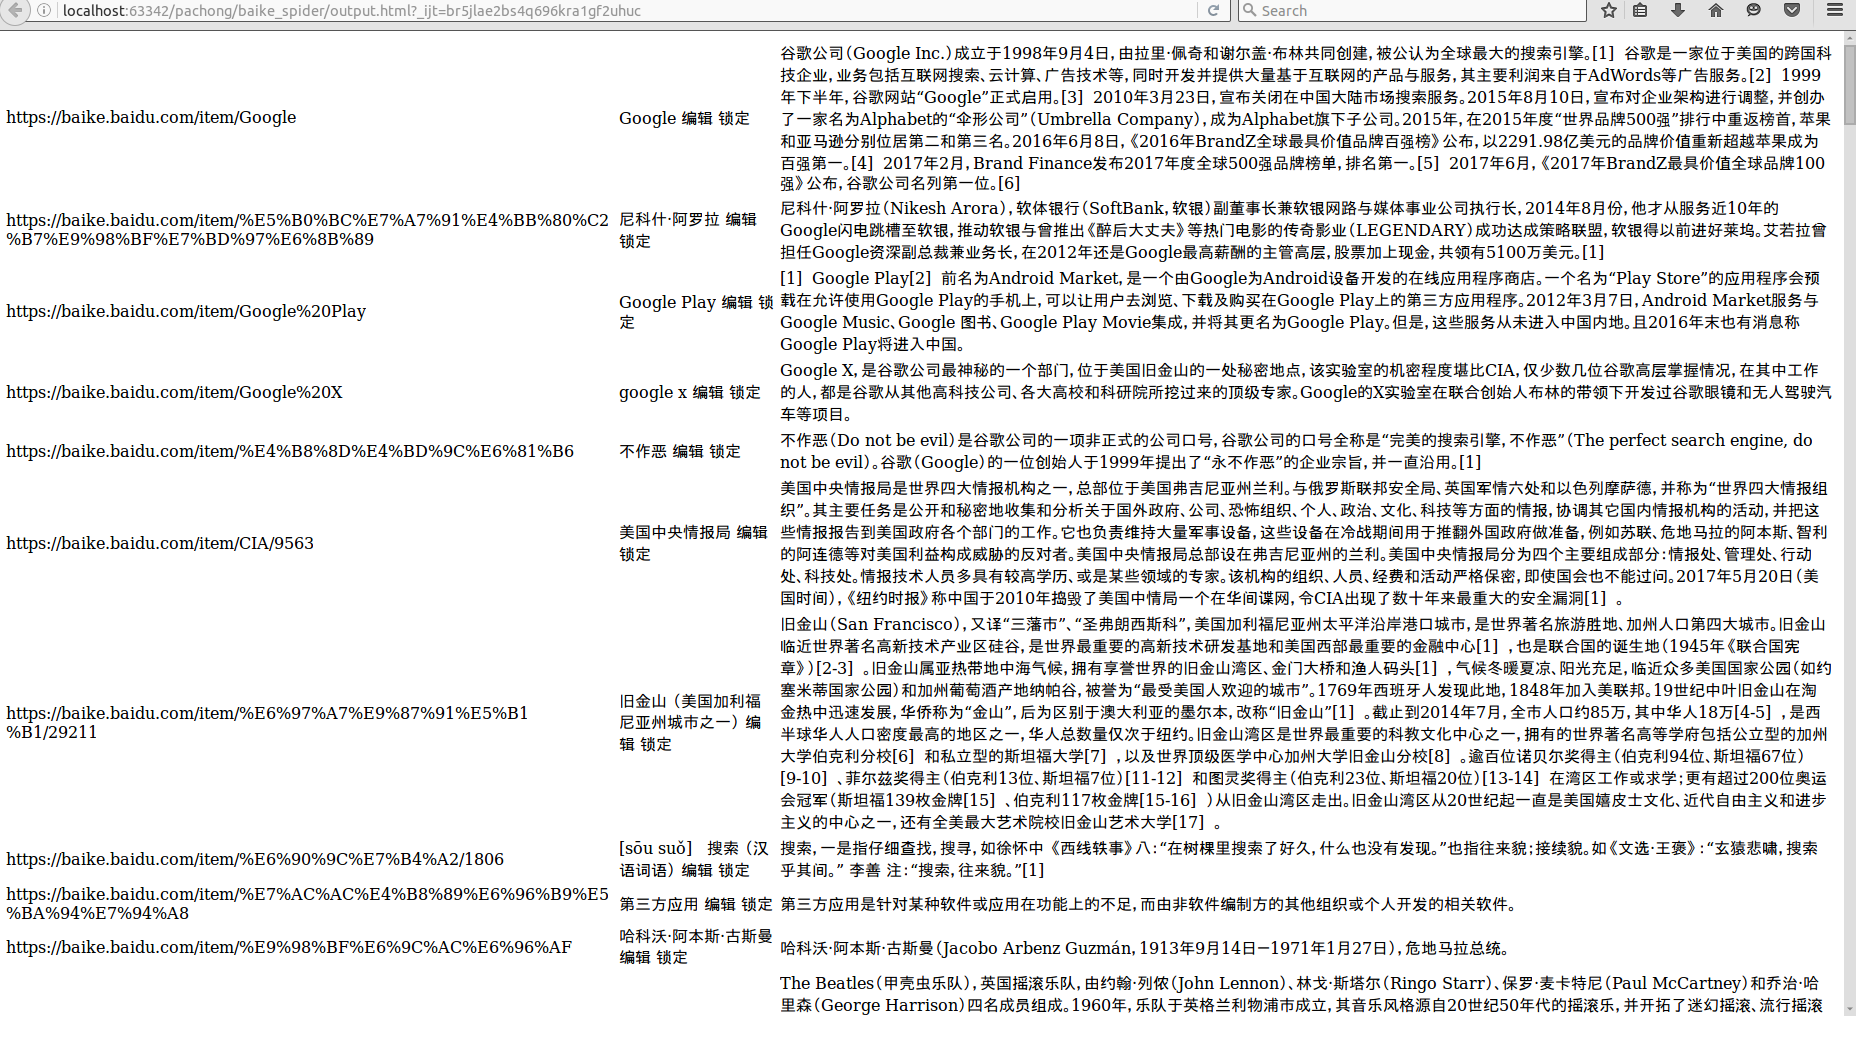 localhost:63342/pachong/baike_spider/output.html?_ijt=br5jlae2bs4q696kra1gf2uhuc
Search
https://baike.baidu.com/item/Google
Google 编辑 锁定
谷歌公司（Google Inc.）成立于1998年9月4日，由拉里·佩奇和谢尔盖·布林共同创建，被公认为全球最大的搜索引擎。[1] 谷歌是一家位于美国的跨国科
技企业，业务包括互联网搜索、云计算、广告技术等，同时开发并提供大量基于互联网的产品与服务，其主要利润来自于AdWords等广告服务。[2] 1999
年下半年，谷歌网站“Google”正式启用。[3] 2010年3月23日，宣布关闭在中国大陆市场搜索服务。2015年8月10日，宣布对企业架构进行调整，并创办
了一家名为Alphabet的“伞形公司”（Umbrella Company），成为Alphabet旗下子公司。2015年，在2015年度“世界品牌500强”排行中重返榜首，苹果
和亚马逊分别位居第二和第三名。2016年6月8日，《2016年BrandZ全球最具价值品牌百强榜》公布，以2291.98亿美元的品牌价值重新超越苹果成为
百强第一。[4] 2017年2月，Brand Finance发布2017年度全球500强品牌榜单，排名第一。[5] 2017年6月，《2017年BrandZ最具价值全球品牌100
强》公布，谷歌公司名列第一位。[6]
https://baike.baidu.com/item/%E5%B0%BC%E7%A7%91%E4%BB%80%C2
%B7%E9%98%BF%E7%BD%97%E6%8B%89
尼科什·阿罗拉 编辑
锁定
尼科什·阿罗拉（Nikesh Arora），软体银行（SoftBank，软银）副董事长兼软银网路与媒体事业公司执行长，2014年8月份，他才从服务近10年的
Google闪电跳槽至软银，推动软银与曾推出《醉后大丈夫》等热门电影的传奇影业（LEGENDARY）成功达成策略联盟，软银得以前进好莱坞。艾若拉曾
担任Google资深副总裁兼业务长，在2012年还是Google最高薪酬的主管高层，股票加上现金，共领有5100万美元。[1]
https://baike.baidu.com/item/Google%20Play
Google Play 编辑 锁
定
[1] Google Play[2] 前名为Android Market，是一个由Google为Android设备开发的在线应用程序商店。一个名为“Play Store”的应用程序会预
载在允许使用Google Play的手机上，可以让用户去浏览、下载及购买在Google Play上的第三方应用程序。2012年3月7日，Android Market服务与
Google Music、Google 图书、Google Play Movie集成，并将其更名为Google Play。但是，这些服务从未进入中国内地。且2016年末也有消息称
Google Play将进入中国。
https://baike.baidu.com/item/Google%20X
google x 编辑 锁定
Google X，是谷歌公司最神秘的一个部门，位于美国旧金山的一处秘密地点，该实验室的机密程度堪比CIA，仅少数几位谷歌高层掌握情况，在其中工作
的人，都是谷歌从其他高科技公司、各大高校和科研院所挖过来的顶级专家。Google的X实验室在联合创始人布林的带领下开发过谷歌眼镜和无人驾驶汽
车等项目。
https://baike.baidu.com/item/%E4%B8%8D%E4%BD%9C%E6%81%B6
不作恶 编辑 锁定
不作恶（Do not be evil）是谷歌公司的一项非正式的公司口号，谷歌公司的口号全称是“完美的搜索引擎，不作恶”（The perfect search engine, do
not be evil）。谷歌（Google）的一位创始人于1999年提出了“永不作恶”的企业宗旨，并一直沿用。[1]
https://baike.baidu.com/item/CIA/9563
美国中央情报局 编辑
锁定
美国中央情报局是世界四大情报机构之一，总部位于美国弗吉尼亚州兰利。与俄罗斯联邦安全局、英国军情六处和以色列摩萨德，并称为“世界四大情报组
织”。其主要任务是公开和秘密地收集和分析关于国外政府、公司、恐怖组织、个人、政治、文化、科技等方面的情报，协调其它国内情报机构的活动，并把这
些情报报告到美国政府各个部门的工作。它也负责维持大量军事设备，这些设备在冷战期间用于推翻外国政府做准备，例如苏联、危地马拉的阿本斯、智利
的阿连德等对美国利益构成威胁的反对者。美国中央情报局总部设在弗吉尼亚州的兰利。美国中央情报局分为四个主要组成部分：情报处、管理处、行动
处、科技处。情报技术人员多具有较高学历、或是某些领域的专家。该机构的组织、人员、经费和活动严格保密，即使国会也不能过问。2017年5月20日（美
国时间），《纽约时报》称中国于2010年捣毁了美国中情局一个在华间谍网，令CIA出现了数十年来最重大的安全漏洞[1] 。
https://baike.baidu.com/item/%E6%97%A7%E9%87%91%E5%B1
%B1/29211
旧金山 （美国加利福
尼亚州城市之一） 编
辑 锁定
旧金山（San Francisco），又译“三藩市”、“圣弗朗西斯科”，美国加利福尼亚州太平洋沿岸港口城市，是世界著名旅游胜地、加州人口第四大城市。旧金山
临近世界著名高新技术产业区硅谷，是世界最重要的高新技术研发基地和美国西部最重要的金融中心[1] ，也是联合国的诞生地（1945年《联合国宪
章》）[2-3] 。旧金山属亚热带地中海气候，拥有享誉世界的旧金山湾区、金门大桥和渔人码头[1] ，气候冬暖夏凉、阳光充足，临近众多美国国家公园（如约
塞米蒂国家公园）和加州葡萄酒产地纳帕谷，被誉为“最受美国人欢迎的城市”。1769年西班牙人发现此地，1848年加入美联邦。19世纪中叶旧金山在淘
金热中迅速发展，华侨称为“金山”，后为区别于澳大利亚的墨尔本，改称“旧金山”[1] 。截止到2014年7月，全市人口约85万，其中华人18万[4-5] ，是西
半球华人人口密度最高的地区之一，华人总数量仅次于纽约。旧金山湾区是世界最重要的科教文化中心之一，拥有的世界著名高等学府包括公立型的加州
大学伯克利分校[6] 和私立型的斯坦福大学[7] ，以及世界顶级医学中心加州大学旧金山分校[8] 。逾百位诺贝尔奖得主（伯克利94位、斯坦福67位）
[9-10] 、菲尔兹奖得主（伯克利13位、斯坦福7位）[11-12] 和图灵奖得主（伯克利23位、斯坦福20位）[13-14] 在湾区工作或求学；更有超过200位奥运
会冠军（斯坦福139枚金牌[15] 、伯克利117枚金牌[15-16] ）从旧金山湾区走出。旧金山湾区从20世纪起一直是美国嬉皮士文化、近代自由主义和进步
主义的中心之一，还有全美最大艺术院校旧金山艺术大学[17] 。
https://baike.baidu.com/item/%E6%90%9C%E7%B4%A2/1806
[sōu suǒ] 搜索 （汉
语词语） 编辑 锁定
搜索，一是指仔细查找，搜寻，如徐怀中《西线轶事》八：“在树棵里搜索了好久，什么也没有发现。”也指往来貌；接续貌。如《文选·王褒》：“玄猿悲啸，搜索
乎其间。” 李善 注：“搜索，往来貌。”[1]
https://baike.baidu.com/item/%E7%AC%AC%E4%B8%89%E6%96%B9%E5
%BA%94%E7%94%A8
第三方应用 编辑 锁定
第三方应用是针对某种软件或应用在功能上的不足，而由非软件编制方的其他组织或个人开发的相关软件。
https://baike.baidu.com/item/%E9%98%BF%E6%9C%AC%E6%96%AF
哈科沃·阿本斯·古斯曼
编辑 锁定
哈科沃·阿本斯·古斯曼（Jacobo Arbenz Guzmán，1913年9月14日－1971年1月27日），危地马拉总统。
The Beatles（甲壳虫乐队），英国摇滚乐队，由约翰·列侬（John Lennon）、林戈·斯塔尔（Ringo Starr）、保罗·麦卡特尼（Paul McCartney）和乔治·哈
里森（George Harrison）四名成员组成。1960年，乐队于英格兰利物浦市成立，其音乐风格源自20世纪50年代的摇滚乐，并开拓了迷幻摇滚、流行摇滚